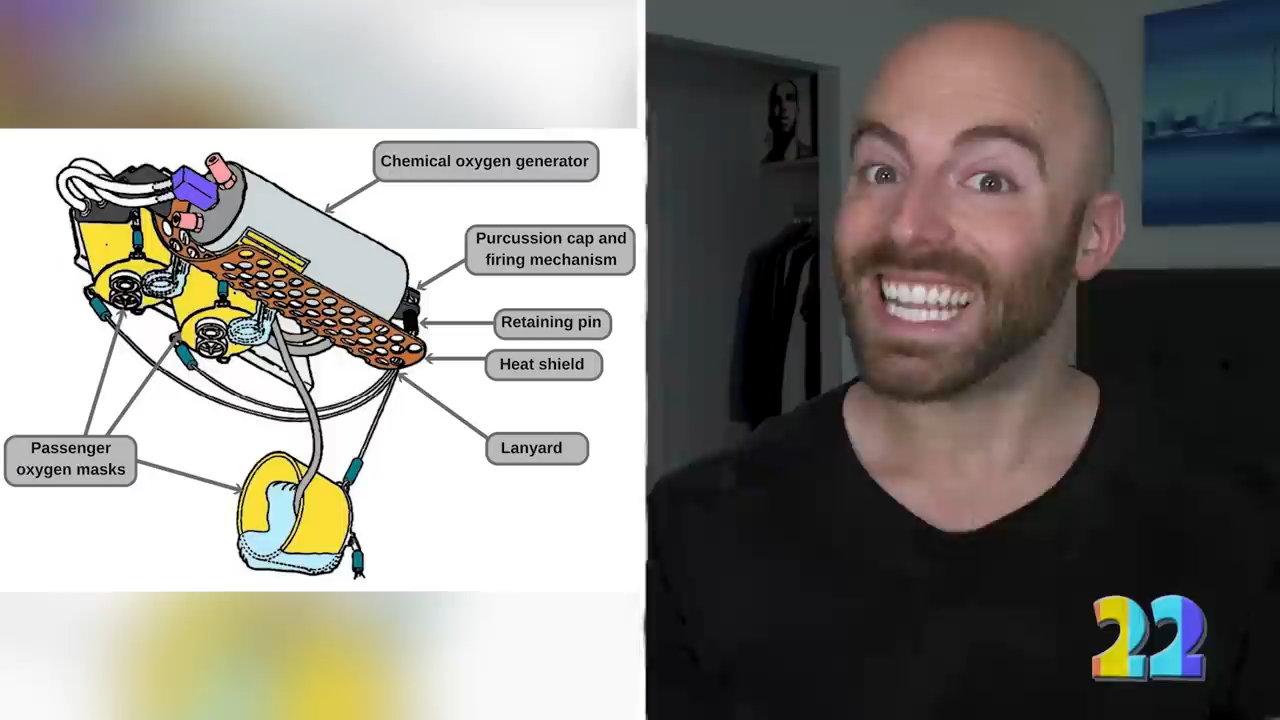 Chemical oxygen generator
Purcussion cap and
firing mechanism
Retaining pin
Heat shield
Lanyard
Passenger
oxygen masks
22